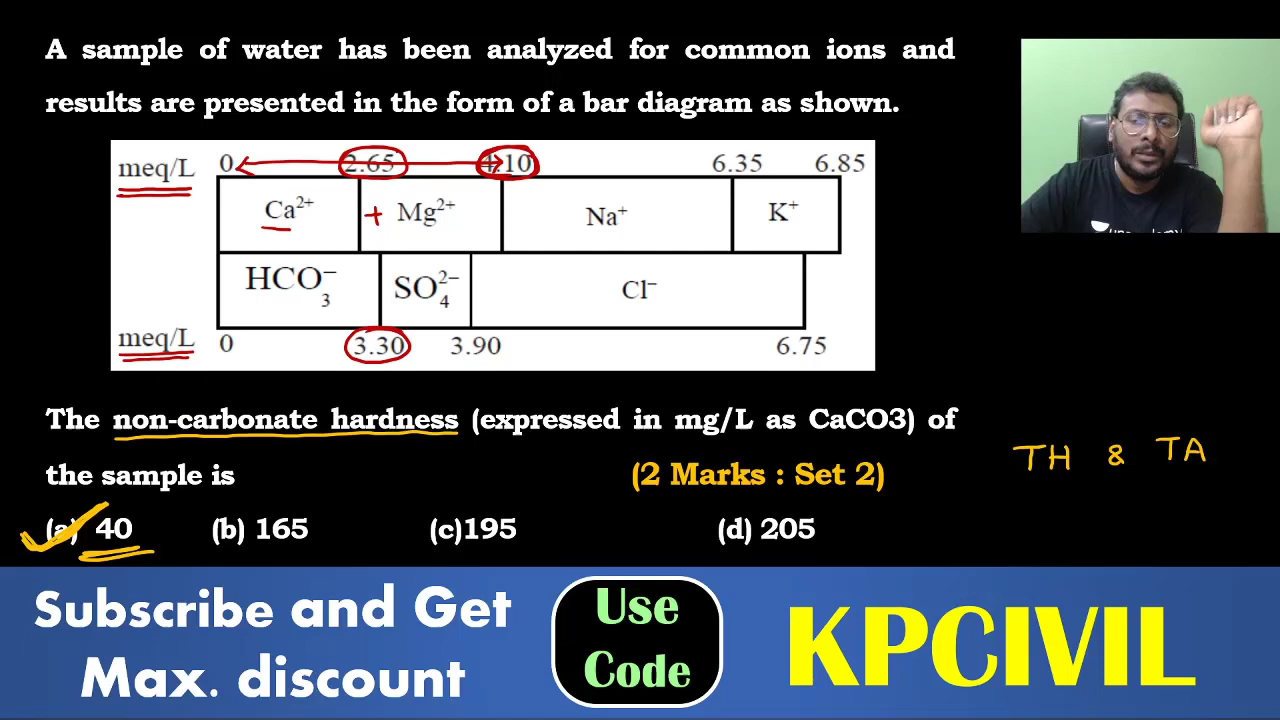 A sample of water has been analyzed for common ions and
results are presented in the form of a bar diagram as shown.
meq/L 0 2.65 4.10 6.35 6.85
Ca²⁺ + Mg²⁺ Na⁺ K⁺
HCO₃⁻ SO₄²⁻ Cl⁻
meq/L 0 3.30 3.90 6.75
The non-carbonate hardness (expressed in mg/L as CaCO3) of
the sample is (2 Marks : Set 2)
TH & TA
(a) 40 (b) 165 (c)195 (d) 205
Subscribe and Get
Max. discount
Use
Code
KPCIVIL